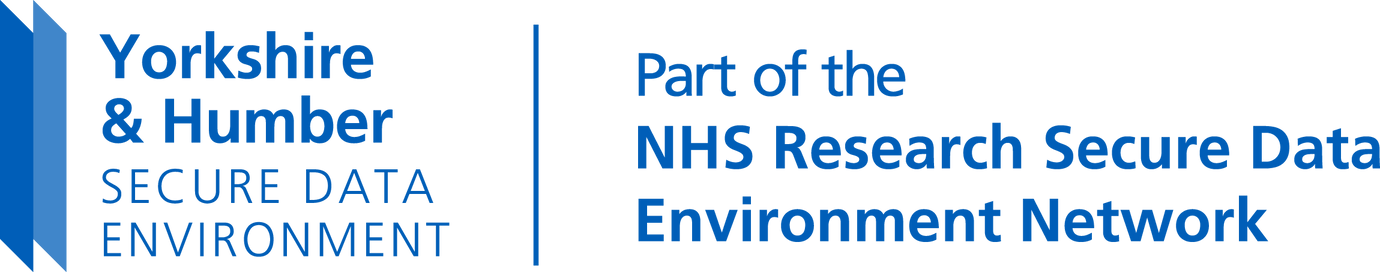 Yorkshire
& Humber
SECURE DATA
ENVIRONMENT
Part of the
NHS Research Secure Data
Environment Network